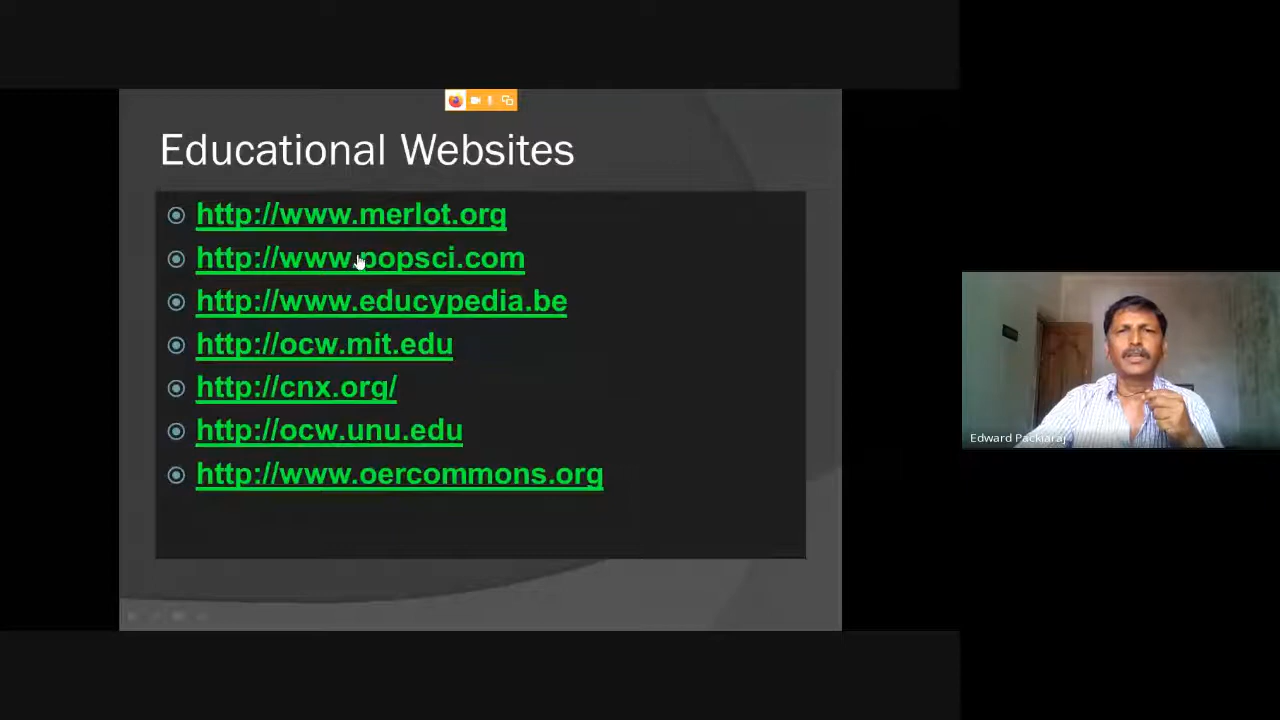 Educational Websites
http://www.merlot.org
http://www.popsci.com
http://www.educypedia.be
http://ocw.mit.edu
http://cnx.org/
http://ocw.unu.edu
http://www.oercommons.org
Edward Packiaraj